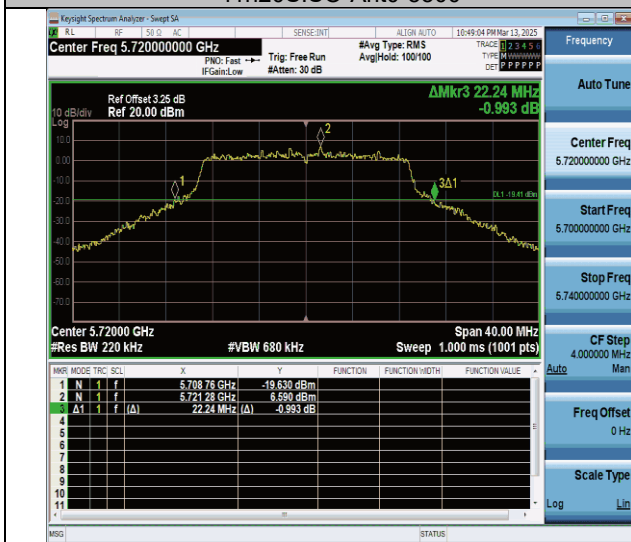 Keysight Spectrum Analyzer - Swept SA
RL RF 50 Ω AC SENSE:INT ALIGN AUTO 10:49:04 PM Mar 13, 2025
Center Freq 5.720000000 GHz
PNO: Fast
IFGain:Low
Trig: Free Run
#Atten: 30 dB
#Avg Type: RMS
Avg|Hold: 100/100
TRACE 1 2 3 4 5 6
TYPE M
DET P P P P P P
Frequency
10 dB/div
Log
Ref Offset 3.25 dB
Ref 20.00 dBm
ΔMkr3 22.24 MHz
-0.993 dB
10.0
0.00
-10.0
-20.0
-30.0
-40.0
-50.0
-60.0
-70.0
1
2
3Δ1
DL1 -19.41 dBm
Center 5.72000 GHz
#Res BW 220 kHz
#VBW 680 kHz
Span 40.00 MHz
Sweep 1.000 ms (1001 pts)
MKR MODE TRC SCL X Y FUNCTION FUNCTION WIDTH FUNCTION VALUE
1 N 1 f 5.708 76 GHz -19.630 dBm
2 N 1 f 5.721 28 GHz 6.590 dBm
3 Δ1 1 f (Δ) 22.24 MHz (Δ) -0.993 dB
4
5
6
7
8
9
10
11
MSG STATUS
Auto Tune
Center Freq
5.720000000 GHz
Start Freq
5.700000000 GHz
Stop Freq
5.740000000 GHz
CF Step
4.000000 MHz
Auto Man
Freq Offset
0 Hz
Scale Type
Log Lin